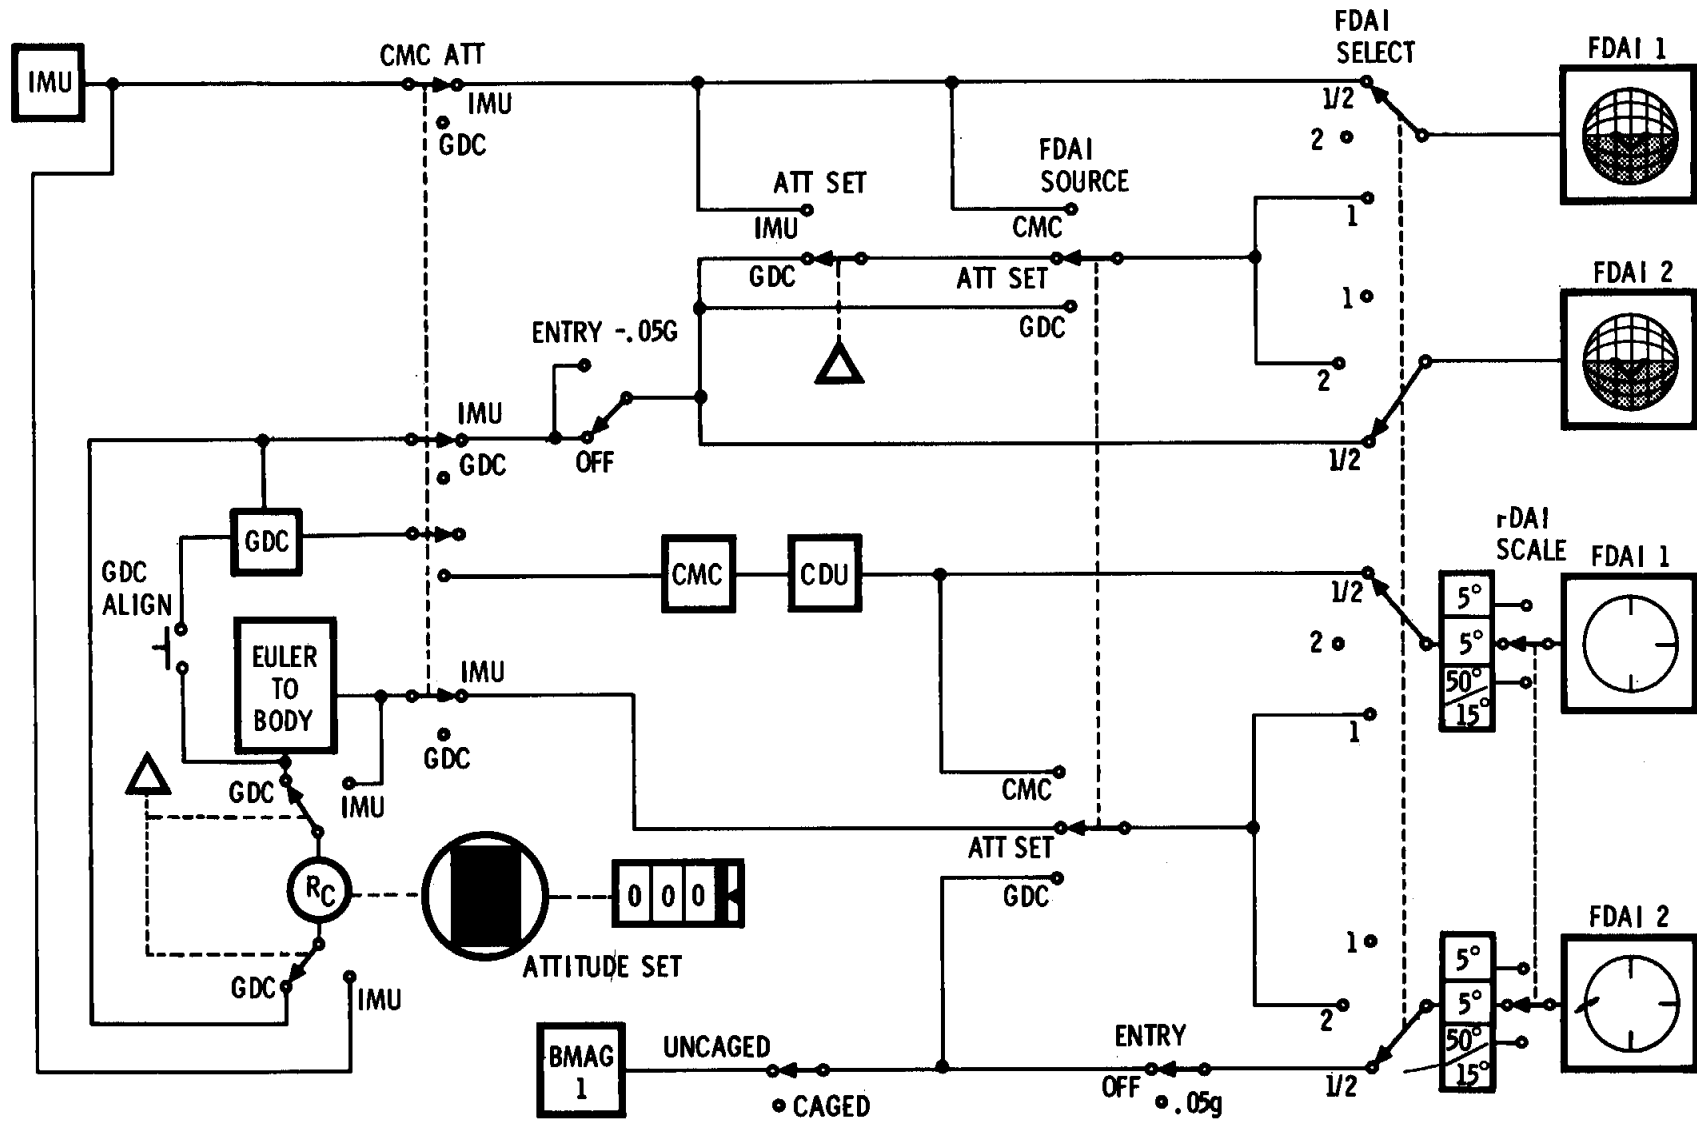 FDAI
SELECT
FDAI 1
IMU
CMC ATT
IMU
GDC
1/2
2
FDAI
SOURCE
ATT SET
IMU
CMC
1
GDC
ATT SET
FDAI 2
1
GDC
ENTRY -.05G
2
IMU
GDC
OFF
1/2
FDAI
SCALE
FDAI 1
GDC
GDC
ALIGN
CMC
CDU
1/2
5°
5°
50°
15°
2
EULER
TO
BODY
IMU
GDC
1
GDC
IMU
CMC
ATT SET
GDC
RC
000
ATTITUDE SET
GDC
IMU
1
FDAI 2
5°
5°
50°
15°
2
BMAG
1
UNCAGED
CAGED
ENTRY
OFF
.05g
1/2